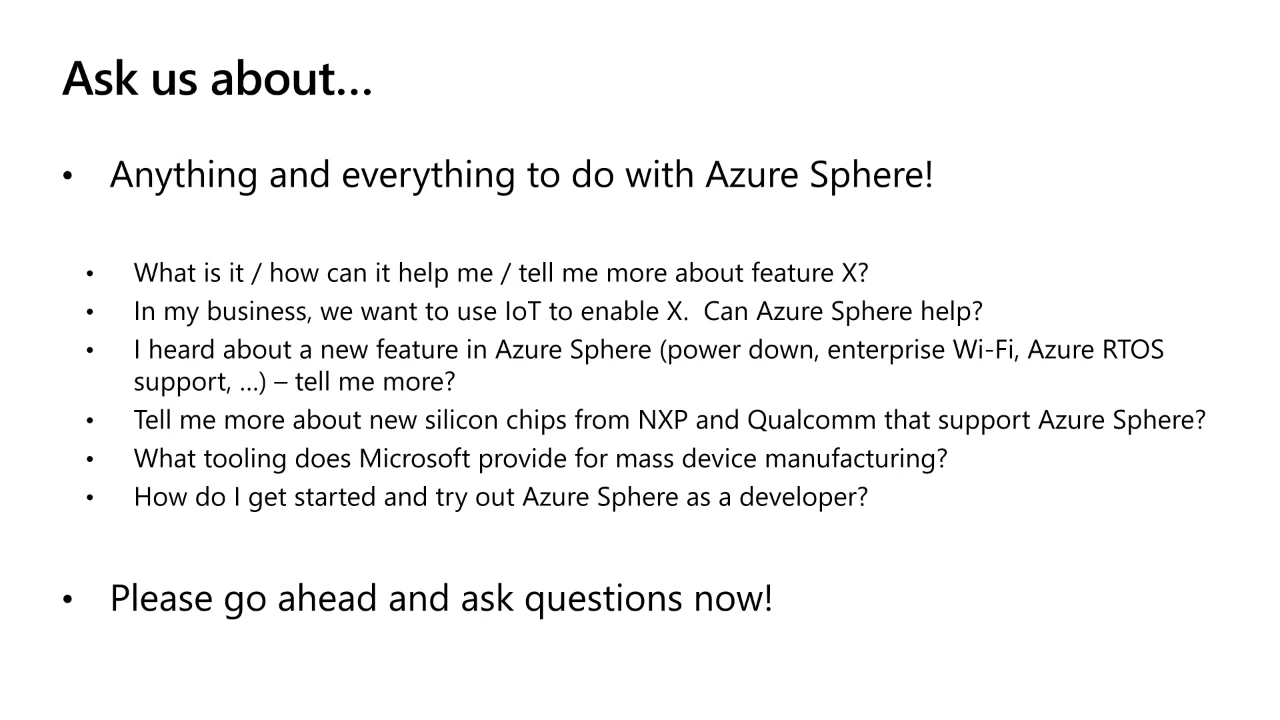 Ask us about...
• Anything and everything to do with Azure Sphere!
• What is it / how can it help me / tell me more about feature X?
• In my business, we want to use IoT to enable X.  Can Azure Sphere help?
• I heard about a new feature in Azure Sphere (power down, enterprise Wi-Fi, Azure RTOS
support, ...) – tell me more?
• Tell me more about new silicon chips from NXP and Qualcomm that support Azure Sphere?
• What tooling does Microsoft provide for mass device manufacturing?
• How do I get started and try out Azure Sphere as a developer?
• Please go ahead and ask questions now!